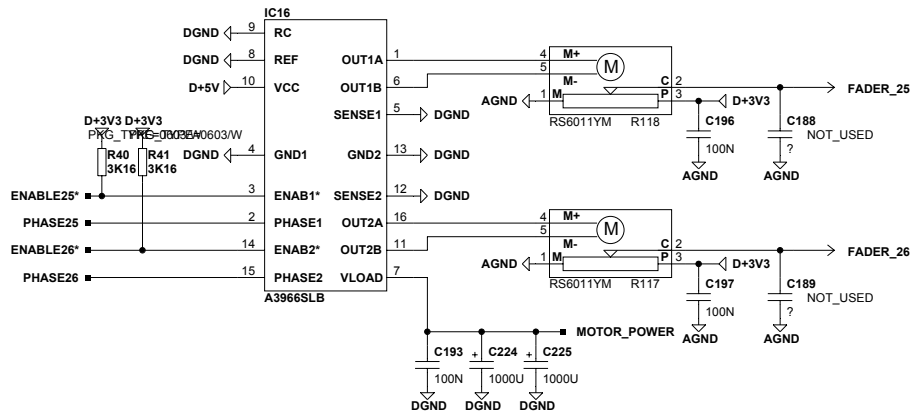 IC16
DGND 9 RC
DGND 8 REF OUT1A 1 4 M+
D+5V 10 VCC OUT1B 6 5 M- M C 2 FADER_25
SENSE1 5 DGND AGND 1 M P 3 D+3V3
RS6011YM R118
C196 100N AGND
C188 NOT_USED ? AGND
D+3V3 D+3V3
R40 3K16
R41 3K16
DGND 4 GND1 GND2 13 DGND
ENABLE25* 3 ENAB1* SENSE2 12 DGND
PHASE25 2 PHASE1 OUT2A 16 4 M+
ENABLE26* 14 ENAB2* OUT2B 11 5 M- M C 2 FADER_26
PHASE26 15 PHASE2 VLOAD 7 AGND 1 M P 3 D+3V3
A3966SLB
RS6011YM R117
C197 100N AGND
C189 NOT_USED ? AGND
MOTOR_POWER
C193 100N DGND
+ C224 1000U DGND
+ C225 1000U DGND